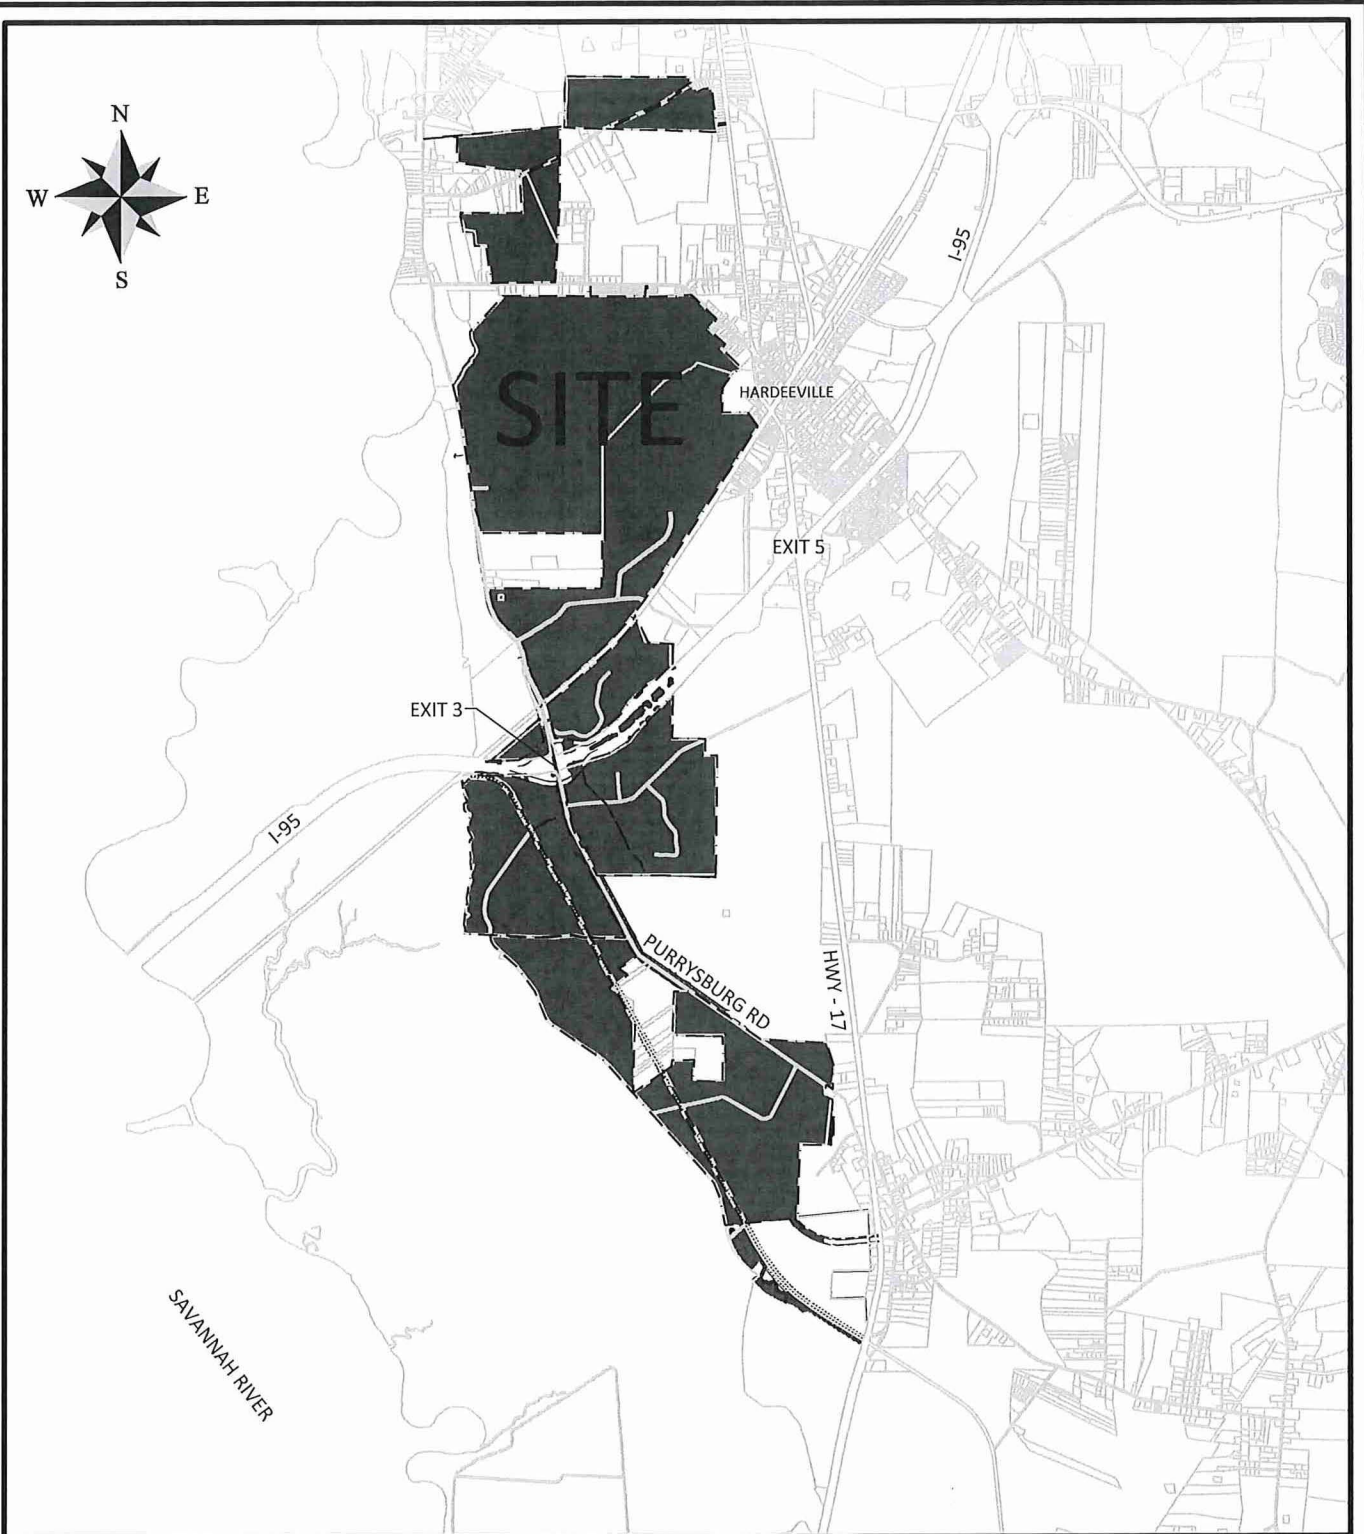 N
W E
S
I-95
SITE
HARDEEVILLE
EXIT 5
EXIT 3
I-95
PURRYSBURG RD
HWY - 17
SAVANNAH RIVER